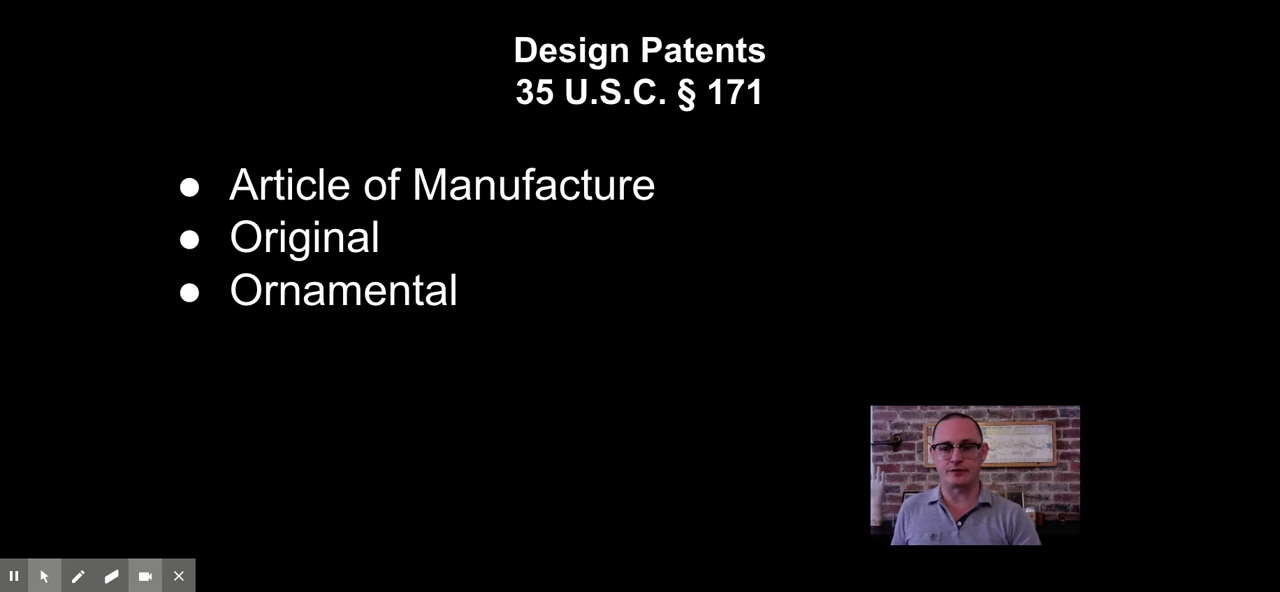 Design Patents
35 U.S.C. § 171
● Article of Manufacture
● Original
● Ornamental